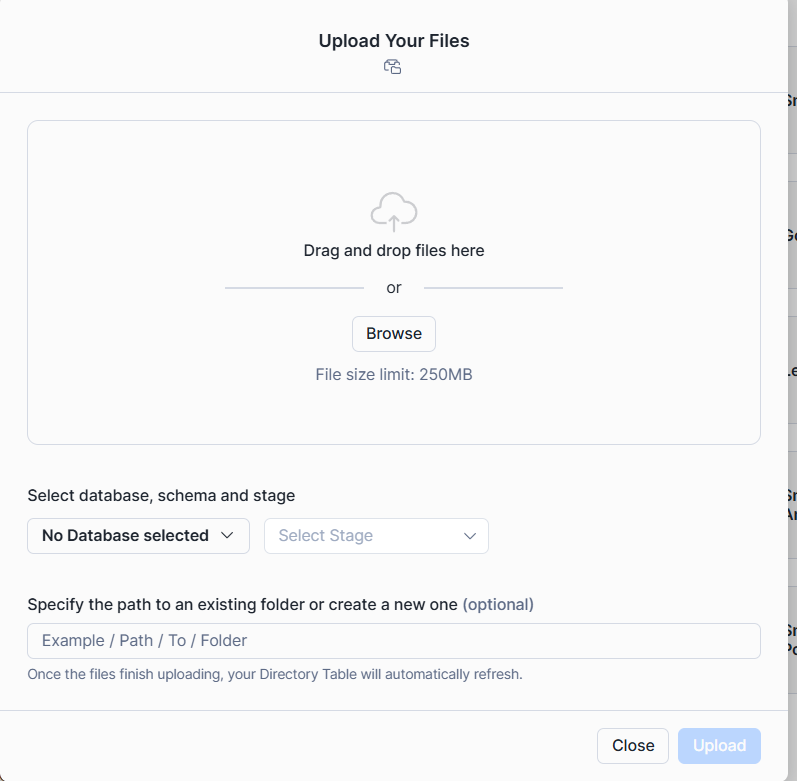 Upload Your Files
Drag and drop files here
or
Browse
File size limit: 250MB
Select database, schema and stage
No Database selected
Select Stage
Specify the path to an existing folder or create a new one (optional)
Example / Path / To / Folder
Once the files finish uploading, your Directory Table will automatically refresh.
Close
Upload